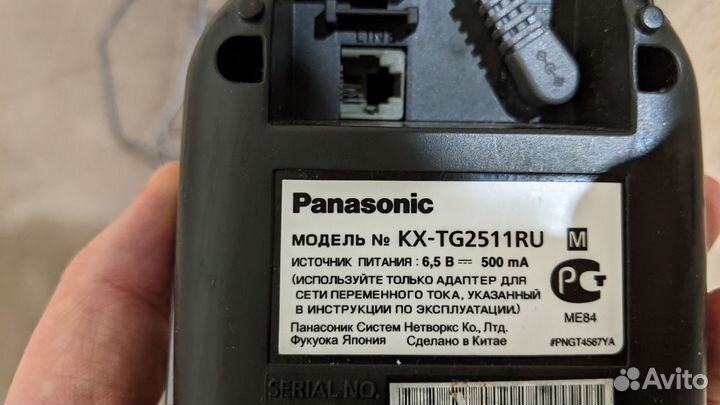 LINE
Panasonic
МОДЕЛЬ № KX-TG2511RU M
ИСТОЧНИК ПИТАНИЯ : 6,5 В 500 mA
(ИСПОЛЬЗУЙТЕ ТОЛЬКО АДАПТЕР ДЛЯ
СЕТИ ПЕРЕМЕННОГО ТОКА, УКАЗАННЫЙ
В ИНСТРУКЦИИ ПО ЭКСПЛУАТАЦИИ.)
ME84
Панасоник Систем Нетворкс Ко., Лтд.
Фукуока Япония Сделано в Китае
#PNGT4567YA
SERIAL NO.
Avito